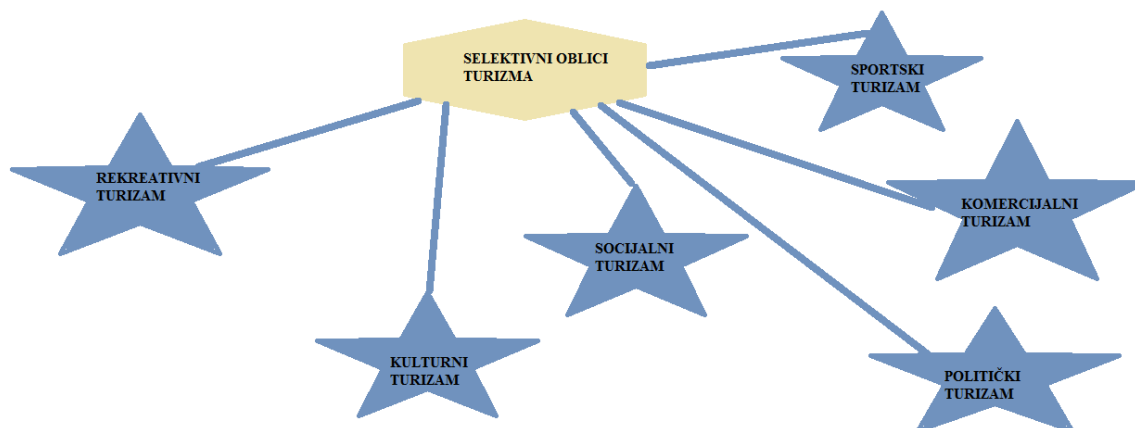 SELEKTIVNI OBLICI
TURIZMA
SPORTSKI
TURIZAM
REKREATIVNI
TURIZAM
KOMERCIJALNI
TURIZAM
SOCIJALNI
TURIZAM
KULTURNI
TURIZAM
POLITIČKI
TURIZAM